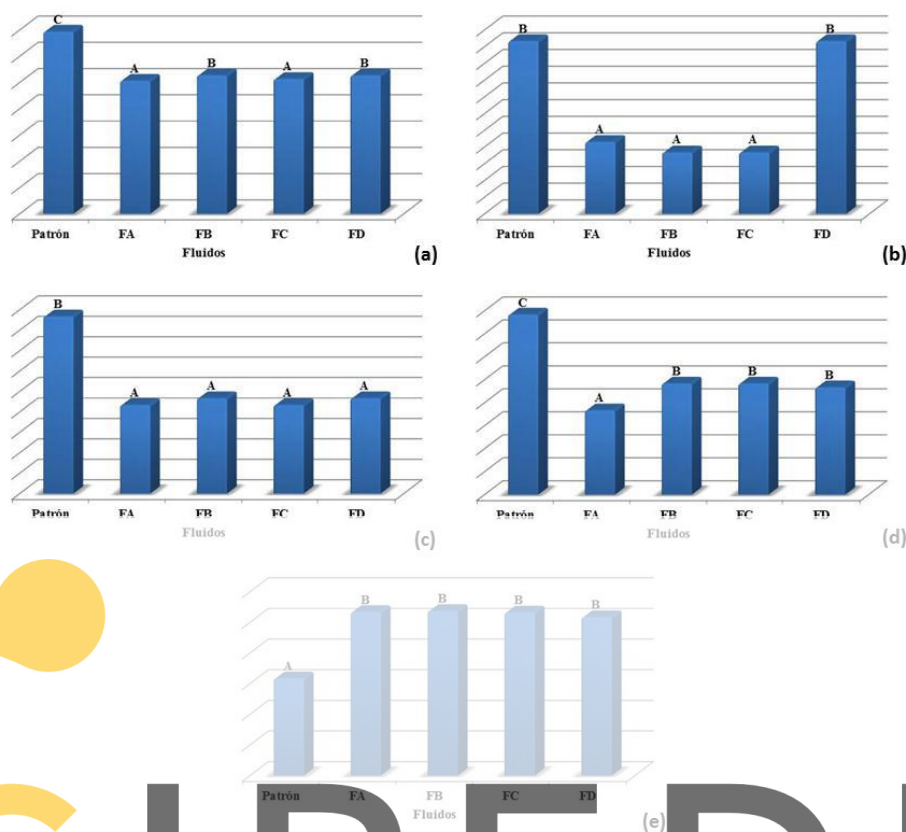 C A B A B
Patrón FA FB FC FD
Fluidos (a)
B A A A B
Patrón FA FB FC FD
Fluidos (b)
B A A A A
Patrón FA FB FC FD
Fluidos (c)
C A B B B
Patrón FA FB FC FD
Fluidos (d)
A B B B B
Patrón FA FB FC FD
Fluidos (e)